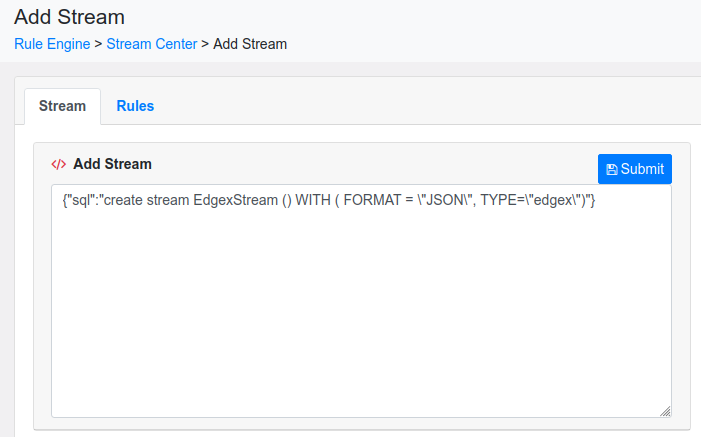 Add Stream
Rule Engine > Stream Center > Add Stream
Stream Rules
</> Add Stream
Submit
{"sql":"create stream EdgexStream () WITH ( FORMAT = \"JSON\", TYPE=\"edgex\")"}